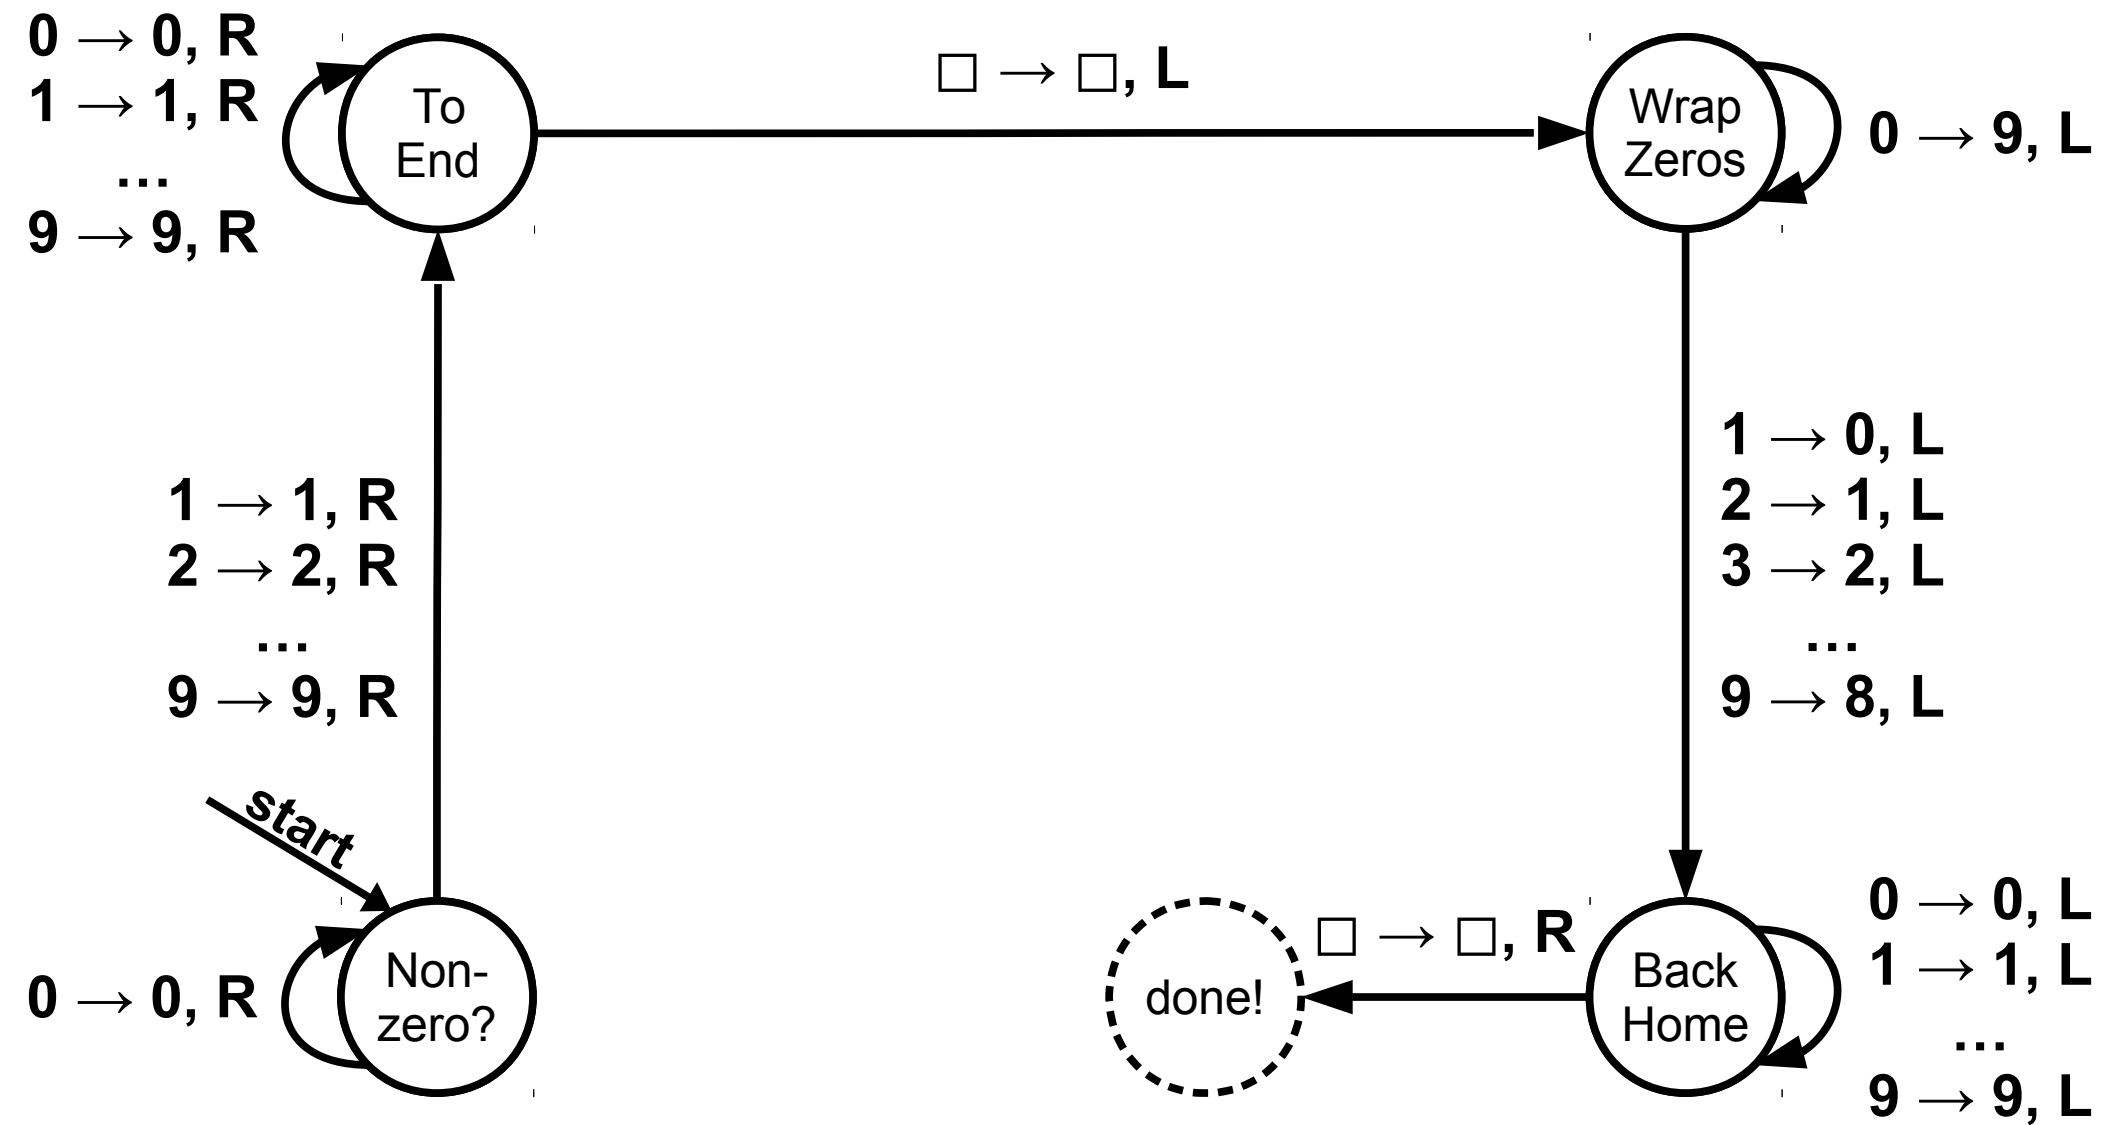 0 → 0, R
1 → 1, R
...
9 → 9, R
To
End
□ → □, L
Wrap
Zeros
0 → 9, L
1 → 1, R
2 → 2, R
...
9 → 9, R
1 → 0, L
2 → 1, L
3 → 2, L
...
9 → 8, L
start
0 → 0, R
Non-
zero?
done!
□ → □, R
Back
Home
0 → 0, L
1 → 1, L
...
9 → 9, L